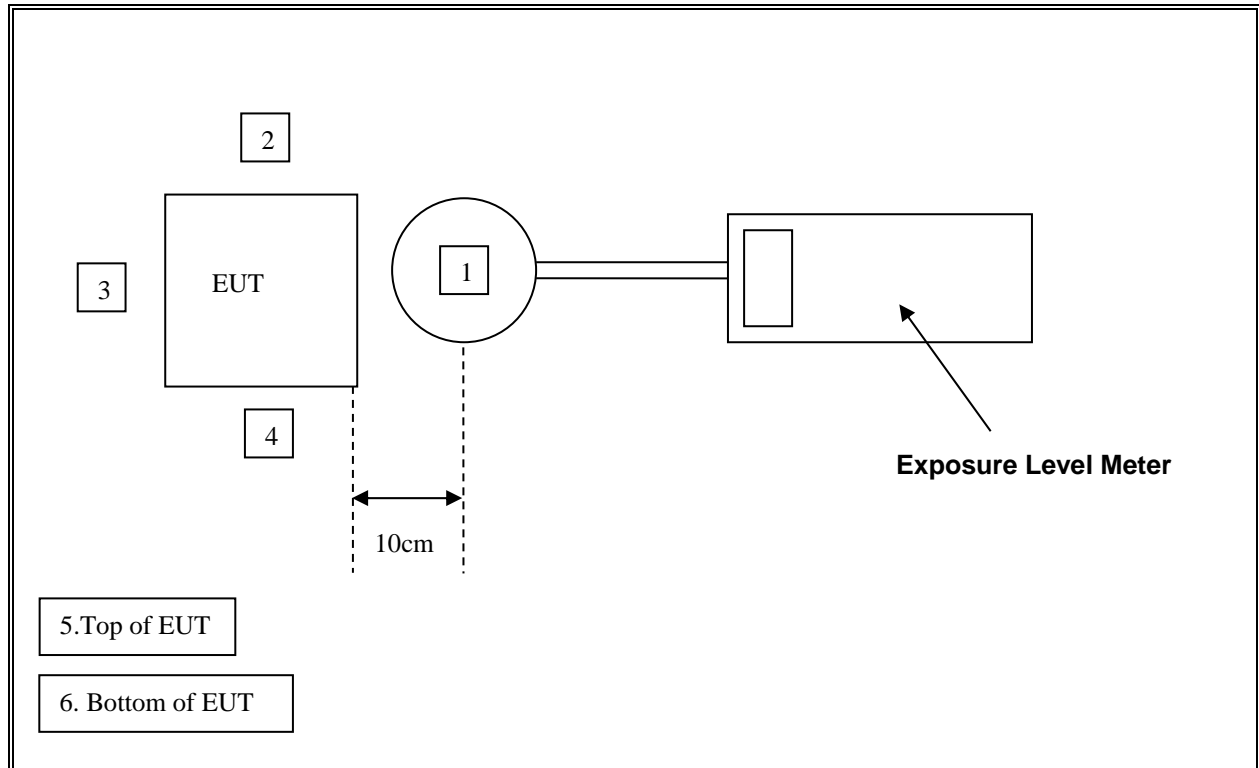 2
EUT
1
3
4
Exposure Level Meter
10cm
5.Top of EUT
6. Bottom of EUT